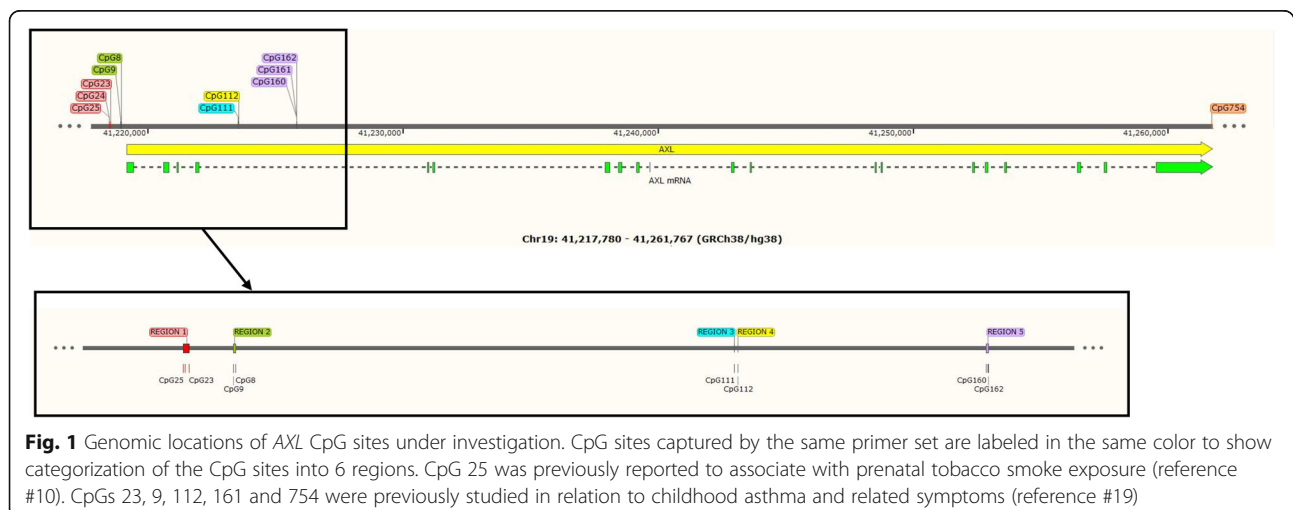 CpG8
CpG9
CpG23
CpG24
CpG25
CpG112
CpG111
CpG162
CpG161
CpG160
CpG754
41,220,000
41,230,000
41,240,000
41,250,000
41,260,000
AXL
AXL mRNA
Chr19: 41,217,780 - 41,261,767 (GRCh38/hg38)
REGION 1
REGION 2
REGION 3
REGION 4
REGION 5
CpG25
CpG23
CpG8
CpG9
CpG111
CpG112
CpG160
CpG162
Fig. 1 Genomic locations of AXL CpG sites under investigation. CpG sites captured by the same primer set are labeled in the same color to show
categorization of the CpG sites into 6 regions. CpG 25 was previously reported to associate with prenatal tobacco smoke exposure (reference
#10). CpGs 23, 9, 112, 161 and 754 were previously studied in relation to childhood asthma and related symptoms (reference #19)